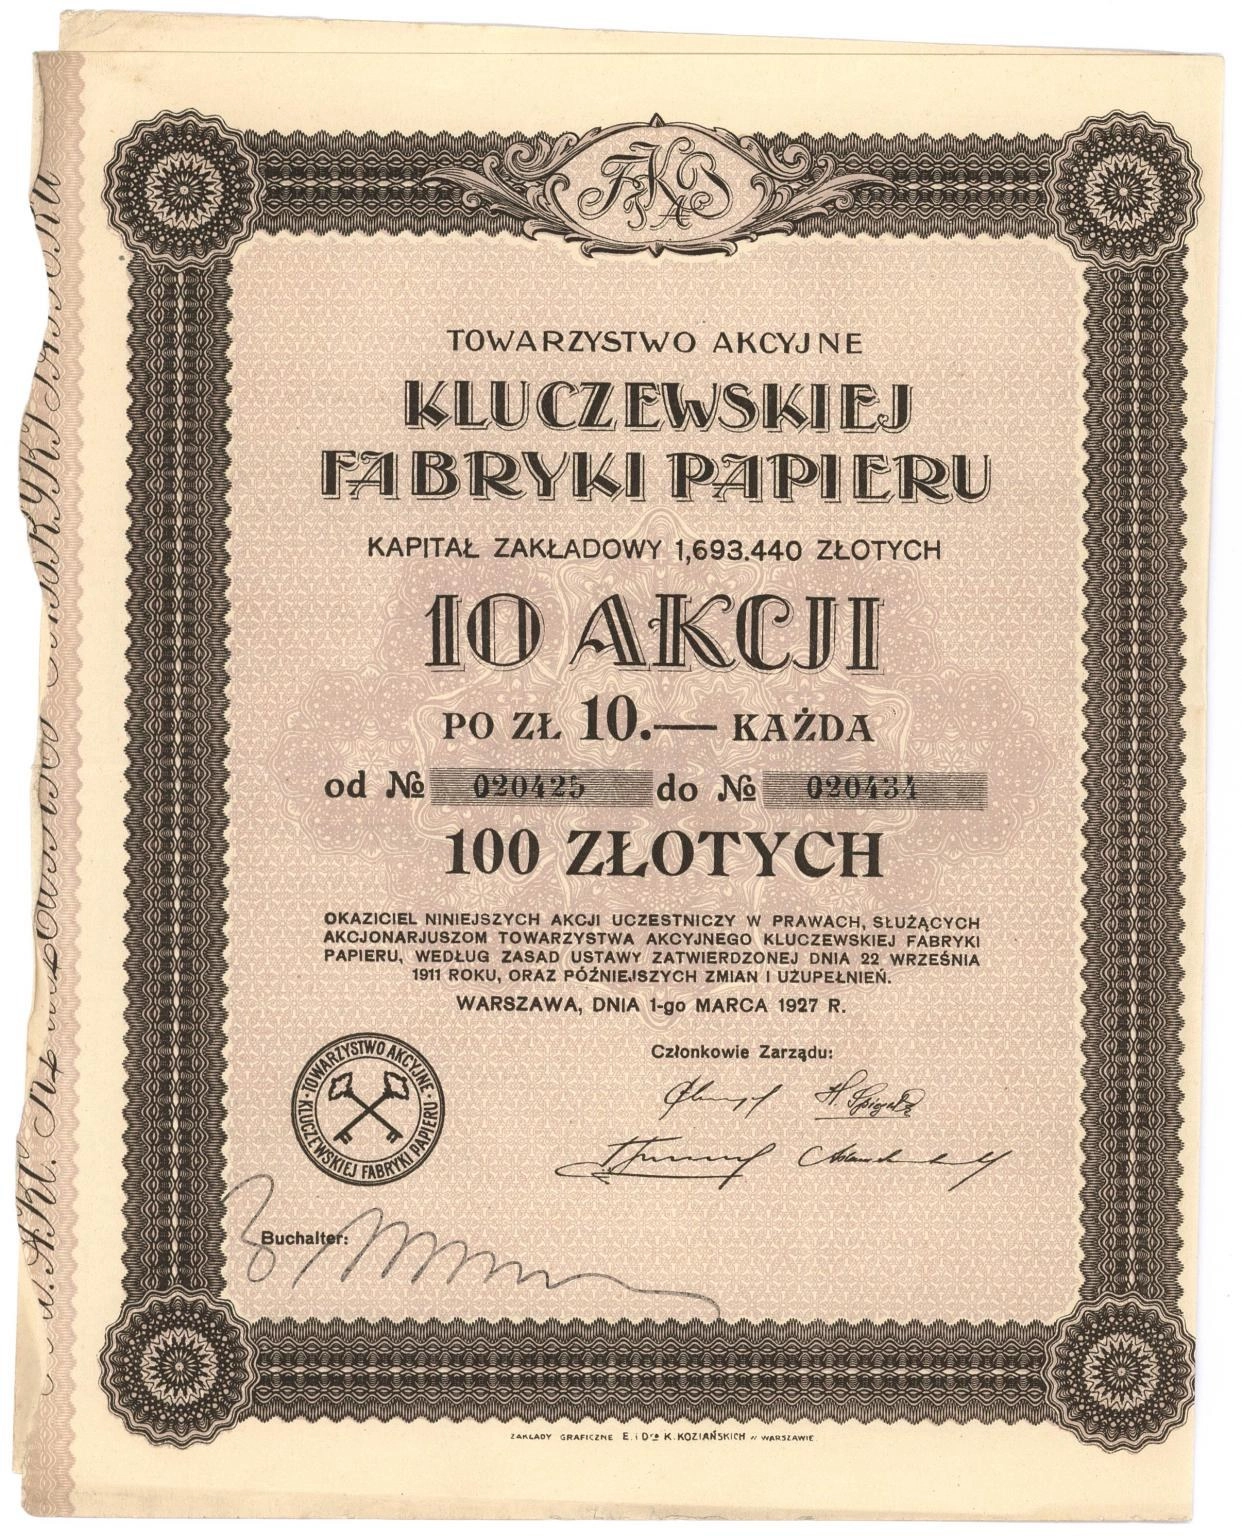 TOWARZYSTWO AKCYJNE
KLUCZEWSKIEJ
FABRYKI PAPIERU
KAPITAŁ ZAKŁADOWY 1,693.440 ZŁOTYCH
10 AKCJI
PO ZŁ 10.— KAŻDA
od № 020425 do № 020434
100 ZŁOTYCH
OKAZICIEL NINIEJSZYCH AKCJI UCZESTNICZY W PRAWACH, SŁUŻĄCYCH
AKCJONARJUSZOM TOWARZYSTWA AKCYJNEGO KLUCZEWSKIEJ FABRYKI
PAPIERU, WEDŁUG ZASAD USTAWY ZATWIERDZONEJ DNIA 22 WRZEŚNIA
1911 ROKU, ORAZ PÓŹNIEJSZYCH ZMIAN I UZUPEŁNIEŃ.
WARSZAWA, DNIA 1-go MARCA 1927 R.
Członkowie Zarządu:
TOWARZYSTWO AKCYJNE · KLUCZEWSKIEJ FABRYKI PAPIERU ·
Buchalter:
ZAKŁADY GRAFICZNE E. i Dra K. KOZIAŃSKICH w WARSZAWIE